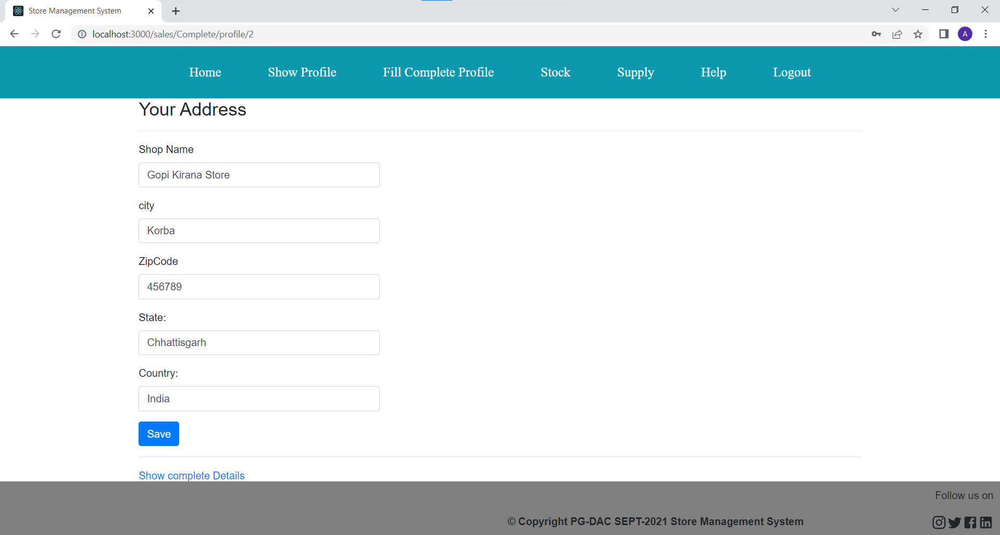 Store Management System
localhost:3000/sales/Complete/profile/2
A
Home Show Profile Fill Complete Profile Stock Supply Help Logout
Your Address
Shop Name
Gopi Kirana Store
city
Korba
ZipCode
456789
State:
Chhattisgarh
Country:
India
Save
Show complete Details
Follow us on
© Copyright PG-DAC SEPT-2021 Store Management System